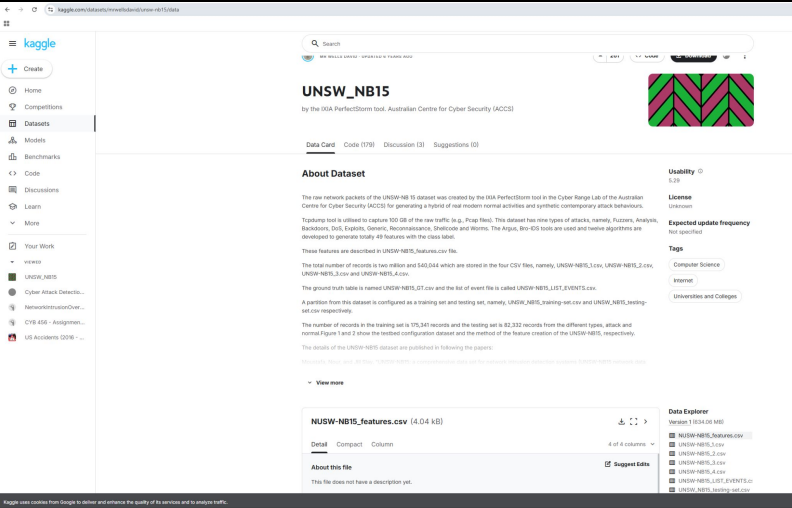 kaggle.com/datasets/mrwellsdavid/unsw-nb15/data
kaggle
Search
Create
Home
Competitions
Datasets
Models
Benchmarks
Code
Discussions
Learn
More
Your Work
VIEWED
UNSW_NB15
Cyber Attack Detectio...
NetworkIntrusionOver...
CYB 456 - Assignmen...
US Accidents (2016 - ...
UNSW_NB15
by the IXIA PerfectStorm tool. Australian Centre for Cyber Security (ACCS)
Data Card Code (179) Discussion (3) Suggestions (0)
About Dataset
The raw network packets of the UNSW-NB 15 dataset was created by the IXIA PerfectStorm tool in the Cyber Range Lab of the Australian
Centre for Cyber Security (ACCS) for generating a hybrid of real modern normal activities and synthetic contemporary attack behaviours.
Tcpdump tool is utilised to capture 100 GB of the raw traffic (e.g., Pcap files). This dataset has nine types of attacks, namely, Fuzzers, Analysis,
Backdoors, DoS, Exploits, Generic, Reconnaissance, Shellcode and Worms. The Argus, Bro-IDS tools are used and twelve algorithms are
developed to generate totally 49 features with the class label.
These features are described in UNSW-NB15_features.csv file.
The total number of records is two million and 540,044 which are stored in the four CSV files, namely, UNSW-NB15_1.csv, UNSW-NB15_2.csv,
UNSW-NB15_3.csv and UNSW-NB15_4.csv.
The ground truth table is named UNSW-NB15_GT.csv and the list of event file is called UNSW-NB15_LIST_EVENTS.csv.
A partition from this dataset is configured as a training set and testing set, namely, UNSW_NB15_training-set.csv and UNSW_NB15_testing-
set.csv respectively.
The number of records in the training set is 175,341 records and the testing set is 82,332 records from the different types, attack and
normal.Figure 1 and 2 show the testbed configuration dataset and the method of the feature creation of the UNSW-NB15, respectively.
The details of the UNSW-NB15 dataset are published in following the papers:
View more
Usability
5.29
License
Unknown
Expected update frequency
Not specified
Tags
Computer Science
Internet
Universities and Colleges
NUSW-NB15_features.csv (4.04 kB)
Detail Compact Column
4 of 4 columns
About this file
Suggest Edits
This file does not have a description yet.
Data Explorer
Version 1 (634.06 MB)
NUSW-NB15_features.csv
UNSW-NB15_1.csv
UNSW-NB15_2.csv
UNSW-NB15_3.csv
UNSW-NB15_4.csv
UNSW-NB15_LIST_EVENTS.c
UNSW_NB15_testing-set.csv
Kaggle uses cookies from Google to deliver and enhance the quality of its services and to analyze traffic.